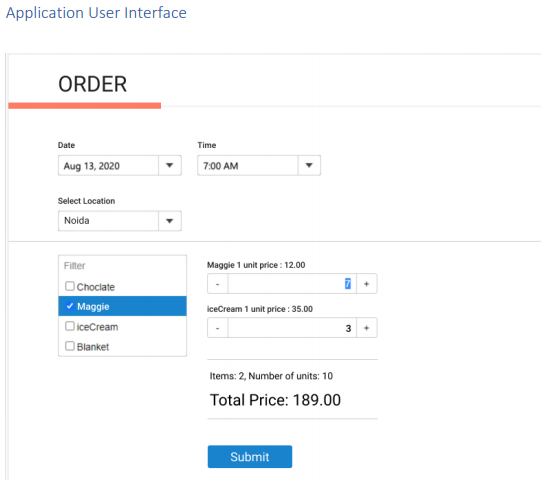 Application User Interface
ORDER
Date Time
Aug 13, 2020 7:00 AM
Select Location
Noida
Filter
Choclate
Maggie
iceCream
Blanket
Maggie 1 unit price : 12.00
- 7 +
iceCream 1 unit price : 35.00
- 3 +
Items: 2, Number of units: 10
Total Price: 189.00
Submit